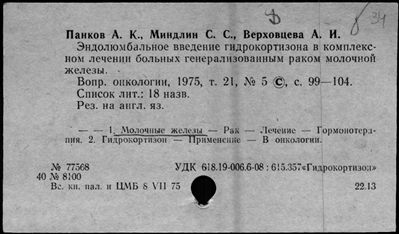 34
Панков А. К., Миндлин С. С., Верховцева А. И.
Эндолюмбальное введение гидрокортизона в комплекс-
ном лечении больных генерализованным раком молочной
железы.
Вопр. онкологии, 1975, т. 21, № 5 ©, с. 99—104.
Список лит.: 18 назв.
Рез. на англ. яз.
— — 1. Молочные железы — Рак — Лечение — Гормонотера-
пия. 2. Гидрокортизон — Применение — В онкологии.
№ 77568 УДК 618.19-006.6-08 : 615.357«Гидрокортизон»
40 № 8100
Вс. кн. пал. и ЦМБ 8 VII 75 22.13